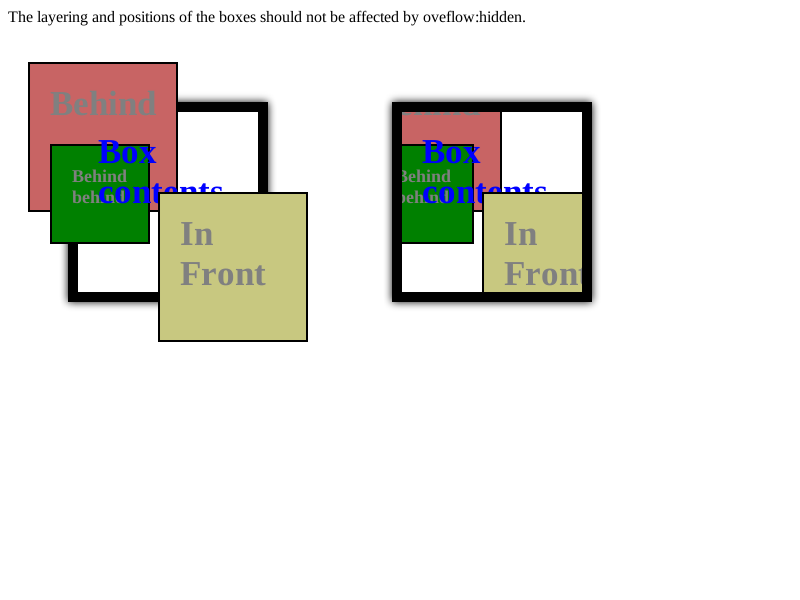 The layering and positions of the boxes should not be affected by oveflow:hidden.
Behind
Box
contents
Behind
behind
In
Front
Box
contents
Behind
behind
In
Front